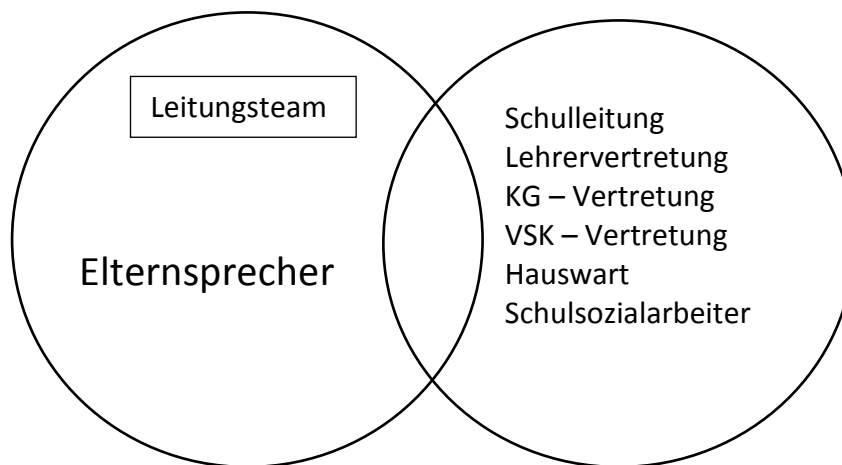 Leitungsteam
Elternsprecher
Schulleitung
Lehrervertretung
KG – Vertretung
VSK – Vertretung
Hauswart
Schulsozialarbeiter